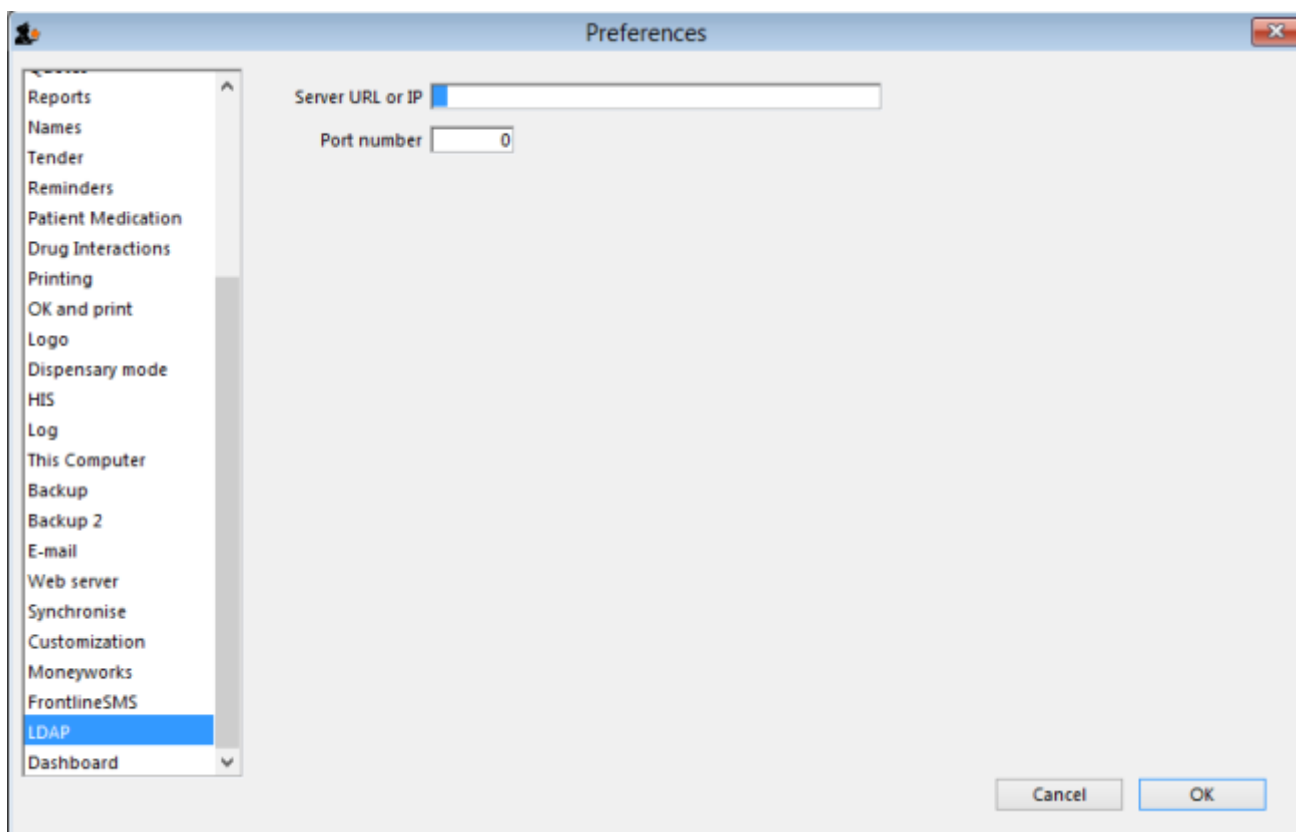 Preferences
Reports
Names
Tender
Reminders
Patient Medication
Drug Interactions
Printing
OK and print
Logo
Dispensary mode
HIS
Log
This Computer
Backup
Backup 2
E-mail
Web server
Synchronise
Customization
Moneyworks
FrontlineSMS
LDAP
Dashboard
Server URL or IP
Port number 0
Cancel OK